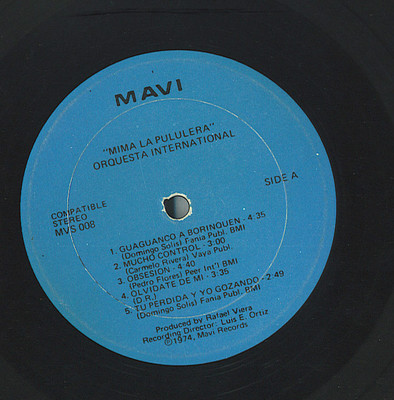 MAVI
"MIMA LA PULULERA"
ORQUESTA INTERNATIONAL
SIDE A
COMPATIBLE
STEREO
MVS 008
1. GUAGUANCO A BORINQUEN - 4:35
(Domingo Solis) Fania Publ. BMI
2. MUCHO CONTROL - 3:00
(Carmelo Rivera) Vaya Publ.
3. OBSESION - 4:40
(Pedro Flores) Peer Int'l BMI
4. OLVIDATE DE MI - 3:35
(D.R.)
5. TU PERDIDA Y YO GOZANDO - 2:49
(Domingo Solis) Fania Publ. BMI
Produced by Rafael Viera
Recording Director: Luis E. Ortiz
©1974, Mavi Records